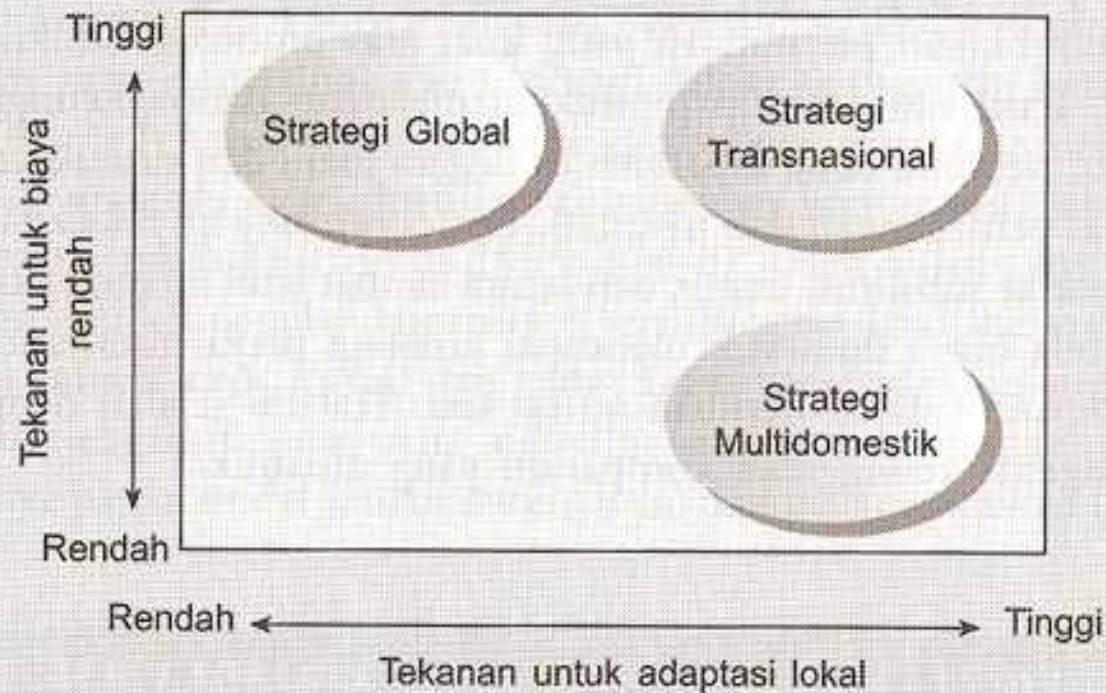 Tinggi
Tekanan untuk biaya
rendah
Strategi Global
Strategi
Transnasional
Strategi
Multidomestik
Rendah
Rendah
Tinggi
Tekanan untuk adaptasi lokal